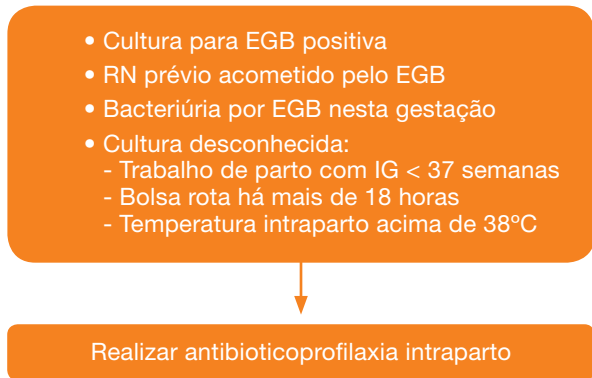 • Cultura para EGB positiva
• RN prévio acometido pelo EGB
• Bacteriúria por EGB nesta gestação
• Cultura desconhecida:
- Trabalho de parto com IG < 37 semanas
- Bolsa rota há mais de 18 horas
- Temperatura intraparto acima de 38ºC
Realizar antibioticoprofilaxia intraparto